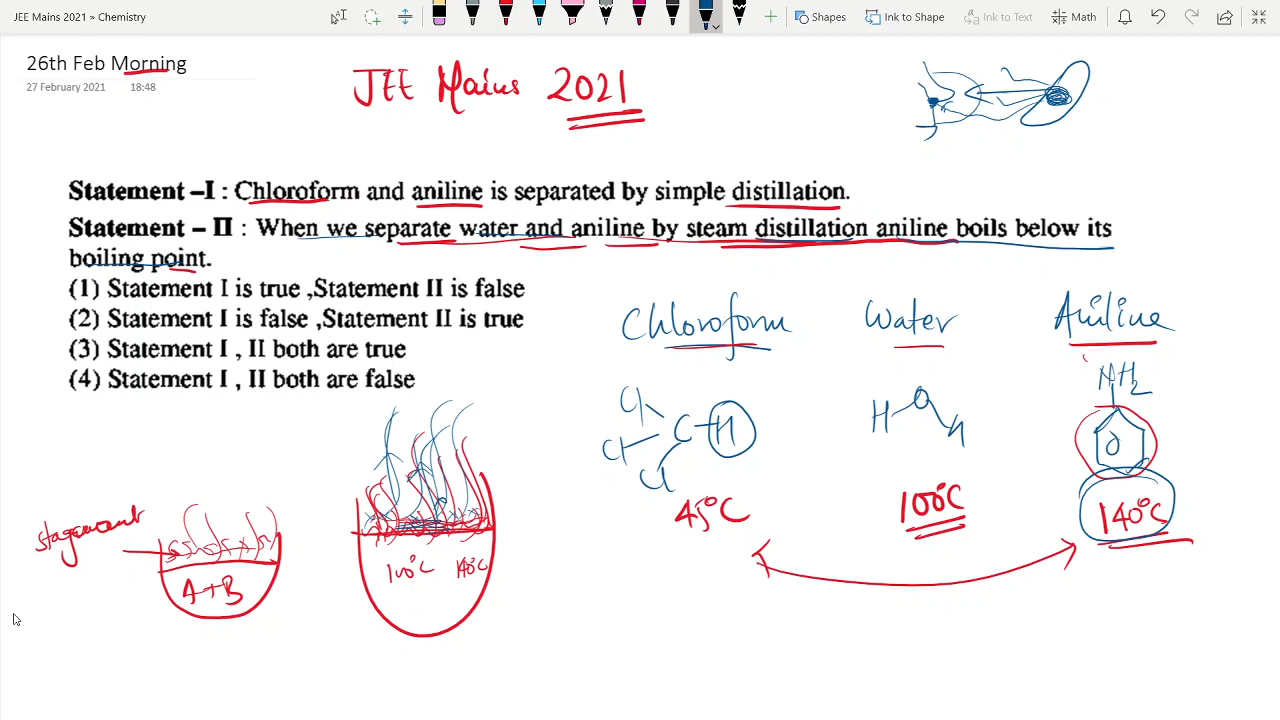 JEE Mains 2021 » Chemistry
Shapes
Ink to Shape
Ink to Text
Math
26th Feb Morning
27 February 2021 18:48
JEE Mains 2021
Statement –I : Chloroform and aniline is separated by simple distillation.
Statement – II : When we separate water and aniline by steam distillation aniline boils below its
boiling point.
(1) Statement I is true ,Statement II is false
(2) Statement I is false ,Statement II is true
(3) Statement I , II both are true
(4) Statement I , II both are false
Chloroform Water Aniline
NH2
Cl
Cl C H
Cl
H O H
45°C 100°C 140°C
A+B
100°C 140°C